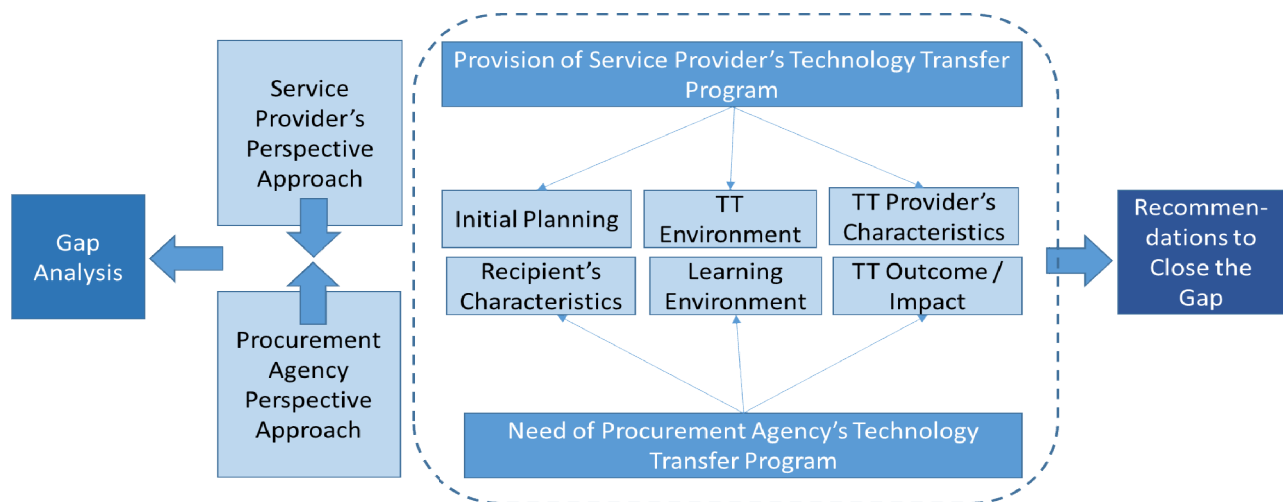 Gap
Analysis
Service
Provider's
Perspective
Approach
Procurement
Agency
Perspective
Approach
Provision of Service Provider's Technology Transfer
Program
Initial Planning
TT
Environment
TT Provider's
Characteristics
Recipient's
Characteristics
Learning
Environment
TT Outcome /
Impact
Need of Procurement Agency's Technology
Transfer Program
Recommen-
dations to
Close the
Gap